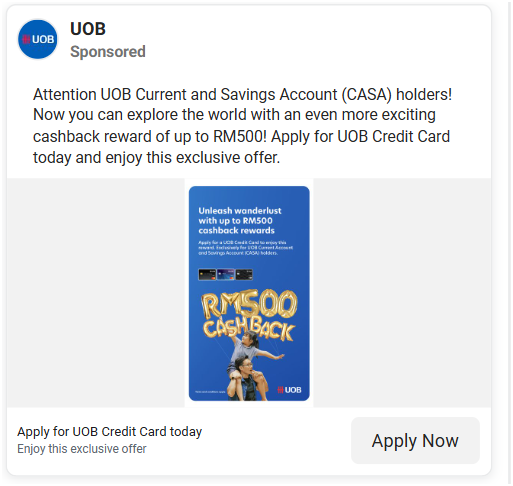 UOB
UOB
Sponsored
Attention UOB Current and Savings Account (CASA) holders!
Now you can explore the world with an even more exciting
cashback reward of up to RM500! Apply for UOB Credit Card
today and enjoy this exclusive offer.
Unleash wanderlust
with up to RM500
cashback rewards
Apply for a UOB Credit Card to enjoy this
reward. Exclusively for UOB Current Account
and Savings Account (CASA) holders.
RM500
CASHBACK
UOB
Apply for UOB Credit Card today
Enjoy this exclusive offer
Apply Now